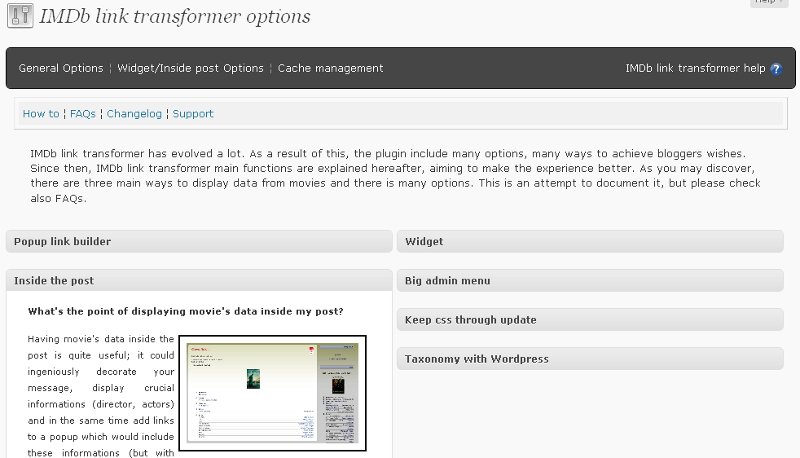 Help
IMDb link transformer options
General Options ¦ Widget/Inside post Options ¦ Cache management
IMDb link transformer help ?
How to ¦ FAQs ¦ Changelog ¦ Support
IMDb link transformer has evolved a lot. As a result of this, the plugin include many options, many ways to achieve bloggers wishes.
Since then, IMDb link transformer main functions are explained hereafter, aiming to make the experience better. As you may discover,
there are three main ways to display data from movies and there is many options. This is an attempt to document it, but please check
also FAQs.
Popup link builder
Widget
Inside the post
Big admin menu
Keep css through update
Taxonomy with Wordpress
What's the point of displaying movie's data inside my post?
Having movie's data inside the
post is quite useful; it could
ingeniously decorate your
message, display crucial
informations (director, actors)
and in the same time add links
to a popup which would include
these informations (but with